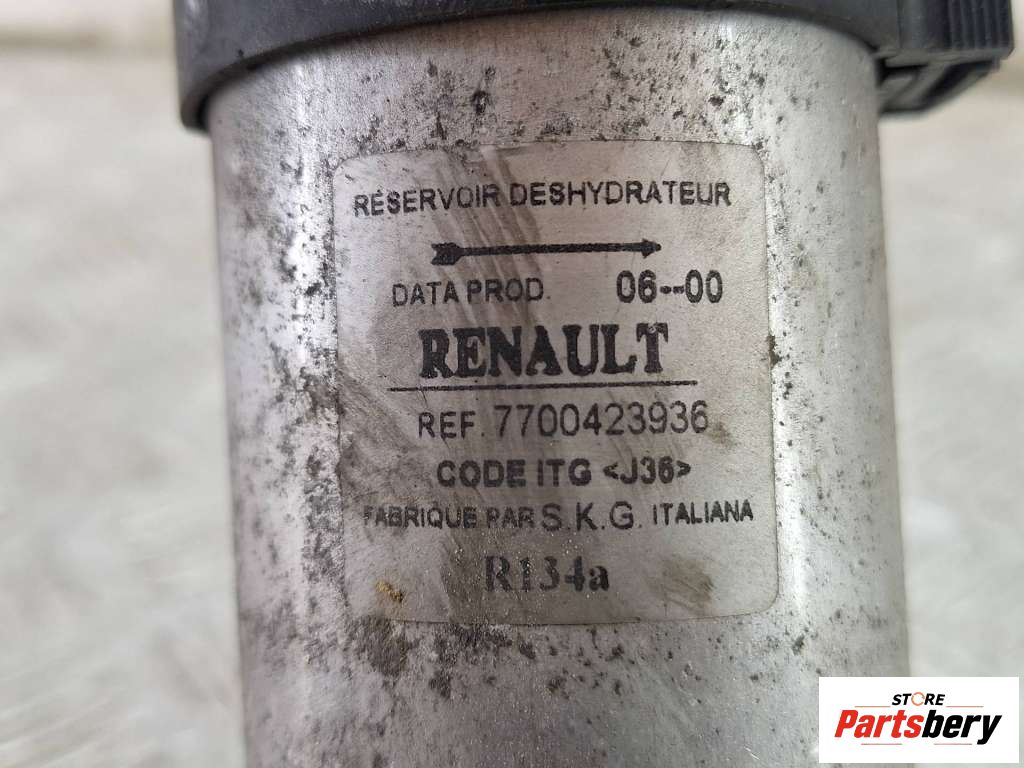 RESERVOIR DESHYDRATEUR
DATA PROD. 06--00
RENAULT
REF. 7700423936
CODE ITG <J36>
FABRIQUE PAR S.K.G. ITALIANA
R134a
STORE
Partsbery